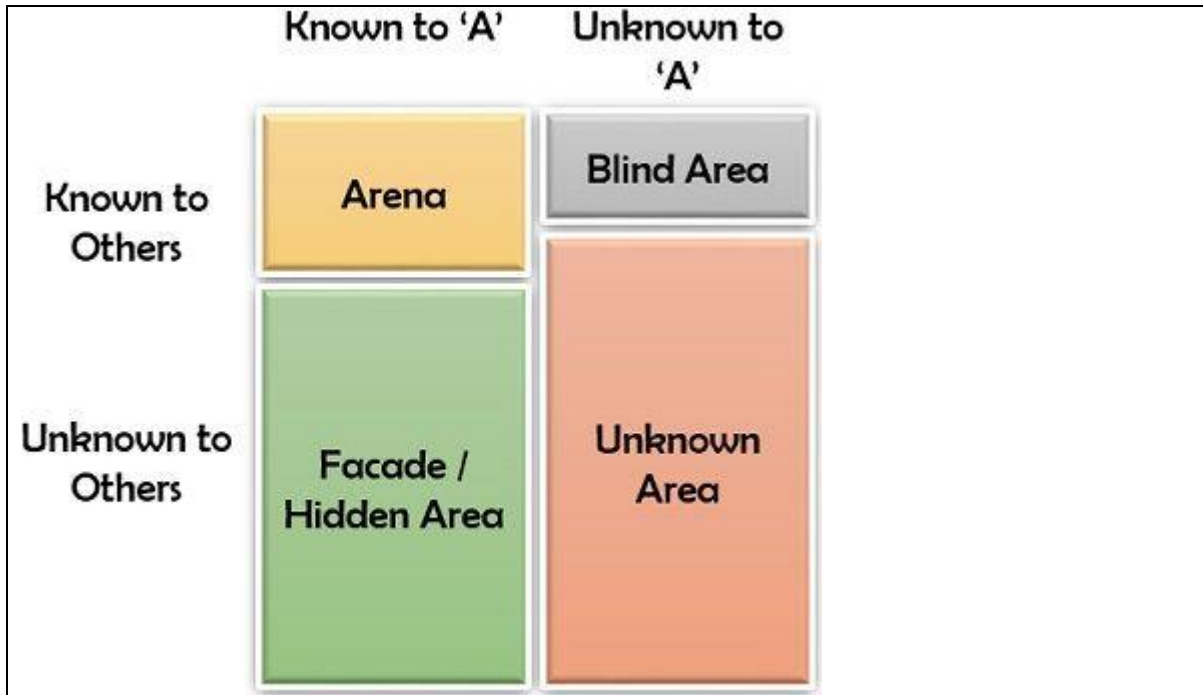 Known to ‘A’
Unknown to
‘A’
Known to
Others
Arena
Blind Area
Unknown to
Others
Facade /
Hidden Area
Unknown
Area